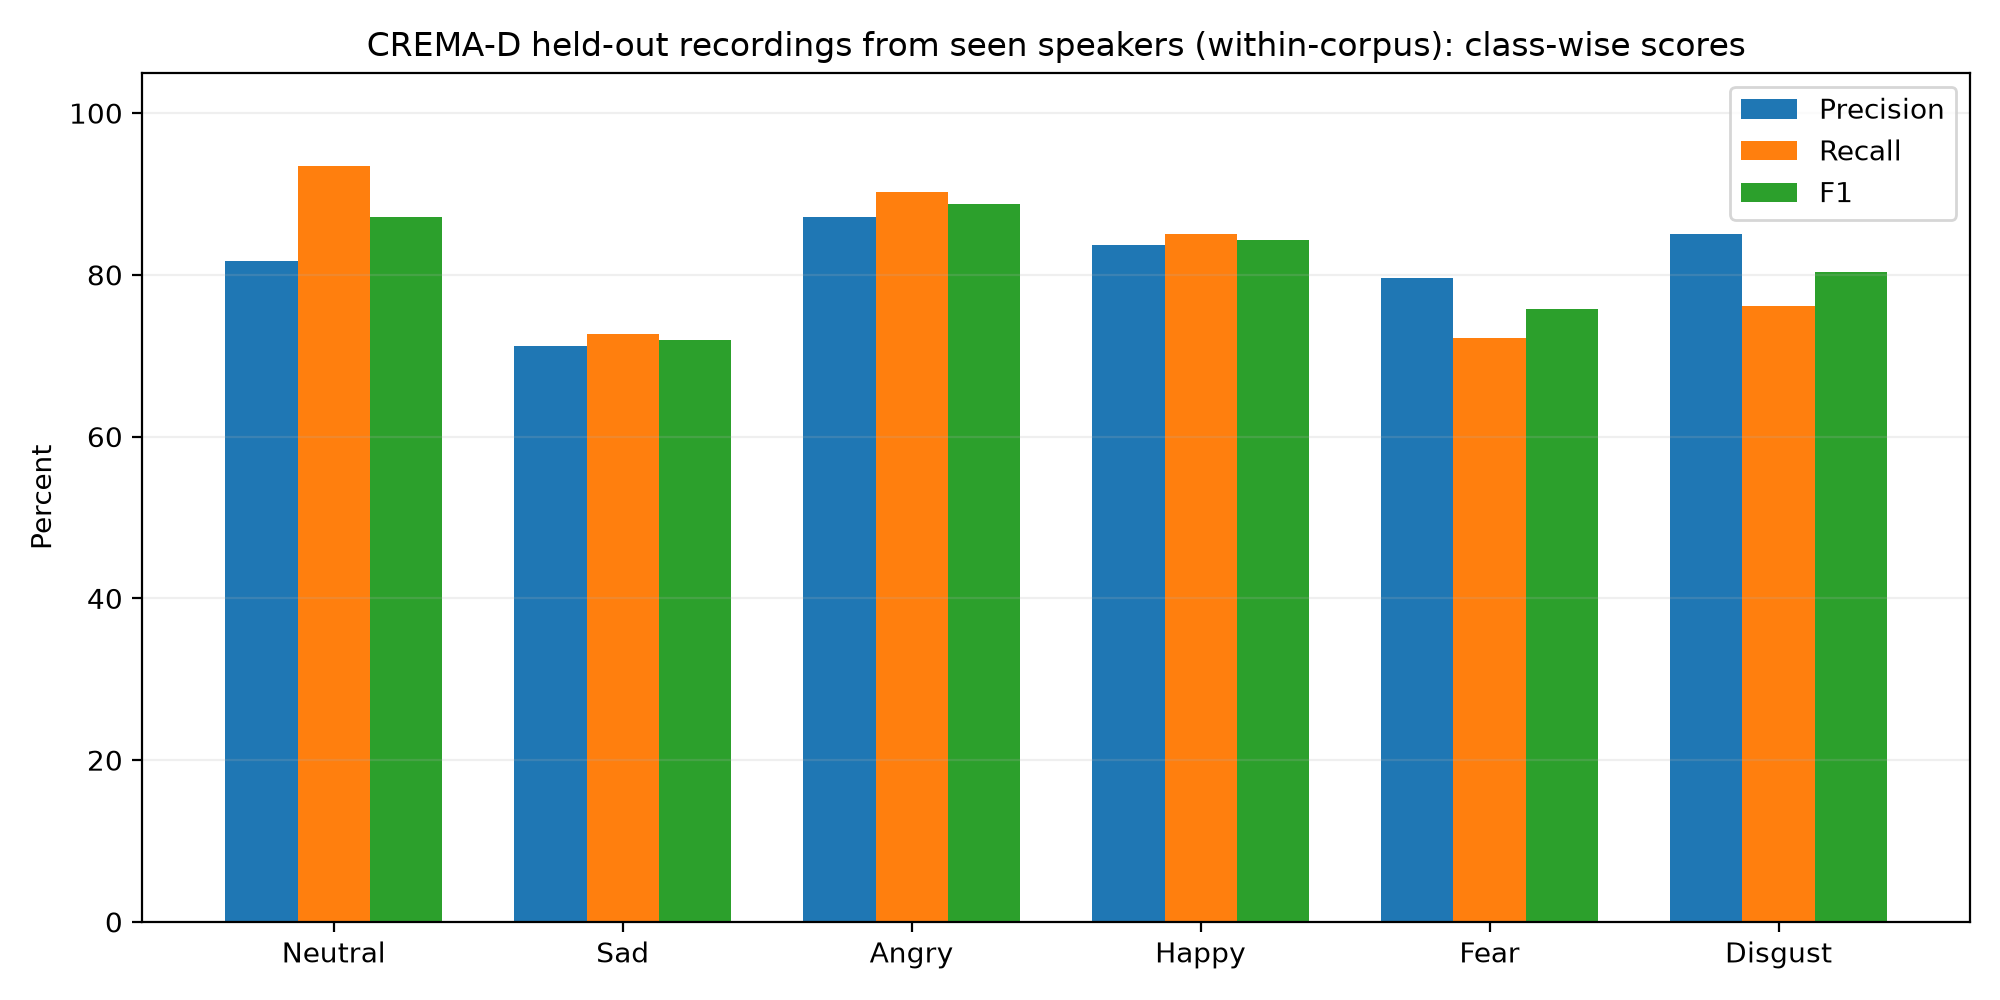 CREMA-D held-out recordings from seen speakers (within-corpus): class-wise scores
Precision
Recall
F1
Percent
100
80
60
40
20
0
Neutral Sad Angry Happy Fear Disgust